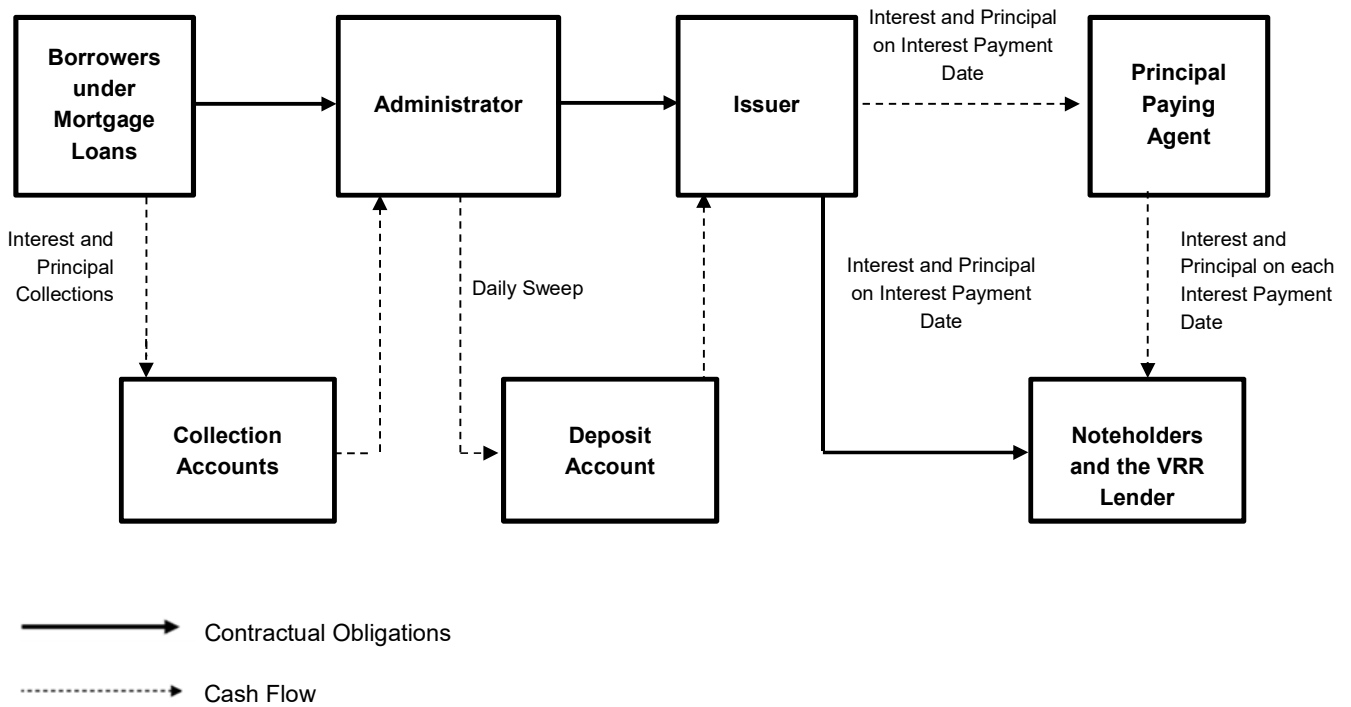 Borrowers
under
Mortgage
Loans
Administrator
Issuer
Interest and Principal
on Interest Payment
Date
Principal
Paying
Agent
Interest and
Principal
Collections
Daily Sweep
Interest and Principal
on Interest Payment
Date
Interest and
Principal on each
Interest Payment
Date
Collection
Accounts
Deposit
Account
Noteholders
and the VRR
Lender
Contractual Obligations
Cash Flow